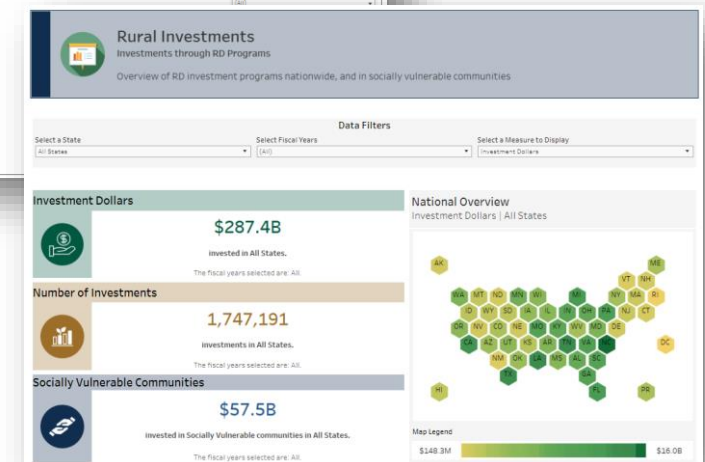 (All)
Rural Investments
Investments through RD Programs
Overview of RD investment programs nationwide, and in socially vulnerable communities
Data Filters
Select a State
Select Fiscal Years
Select a Measure to Display
All States
(All)
Investment Dollars
Investment Dollars
$287.4B
invested in All States.
The fiscal years selected are: All.
Number of Investments
1,747,191
investments in All States.
The fiscal years selected are: All.
Socially Vulnerable Communities
$57.5B
invested in Socially Vulnerable communities in All States.
The fiscal years selected are: All.
National Overview
Investment Dollars | All States
AK ME
VT NH
WA MT ND MN WI MI NY MA RI
ID WY SD IA IL IN OH PA NJ CT
OR NV CO NE MO KY WV MD DE
CA AZ UT KS AR TN VA NC DC
NM OK LA MS AL SC
TX GA
HI FL PR
Map Legend
$148.3M $16.0B